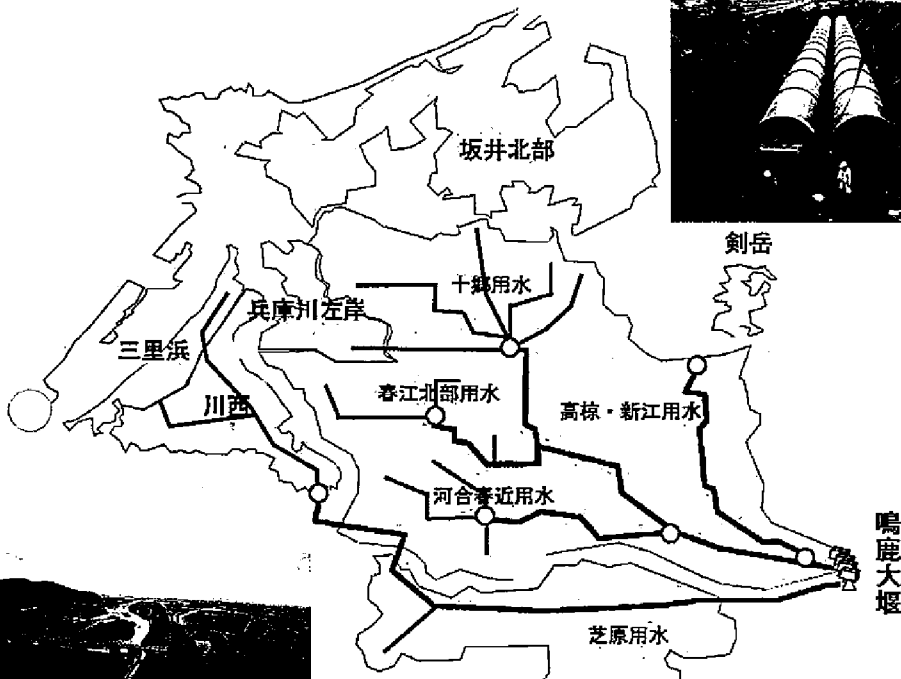 坂井北部
剣岳
十郷用水
兵庫川左岸
三里浜
春江北部用水
川西
高椋・新江用水
河合春近用水
鳴鹿大堰
芝原用水